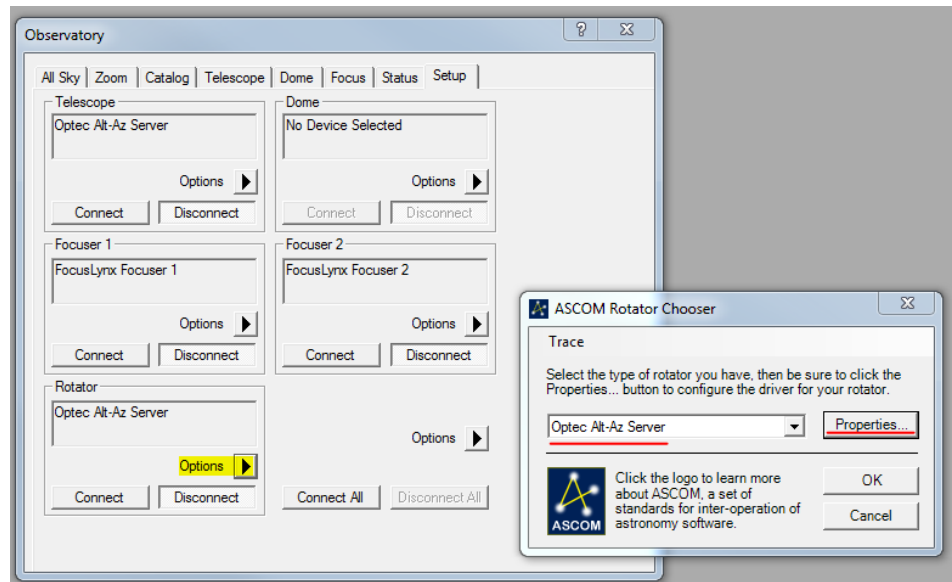 Observatory
All Sky Zoom Catalog Telescope Dome Focus Status Setup
Telescope
Optec Alt-Az Server
Options
Connect Disconnect
Dome
No Device Selected
Options
Connect Disconnect
Focuser 1
FocusLynx Focuser 1
Options
Connect Disconnect
Focuser 2
FocusLynx Focuser 2
Options
Connect Disconnect
Rotator
Optec Alt-Az Server
Options
Connect Disconnect
Options
Connect All Disconnect All
ASCOM Rotator Chooser
Trace
Select the type of rotator you have, then be sure to click the
Properties... button to configure the driver for your rotator.
Optec Alt-Az Server
Properties...
ASCOM
Click the logo to learn more
about ASCOM, a set of
standards for inter-operation of
astronomy software.
OK
Cancel